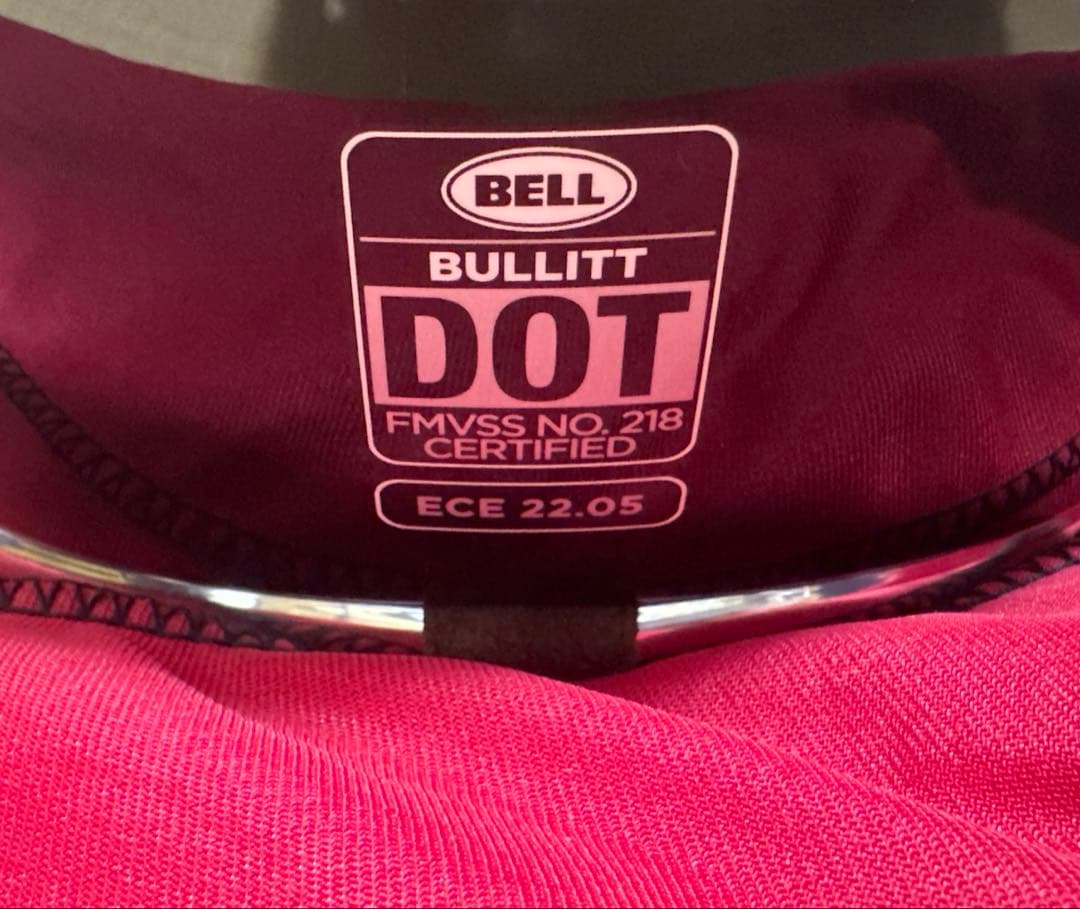 BELL
BULLITT
DOT
FMVSS NO. 218
CERTIFIED
ECE 22.05